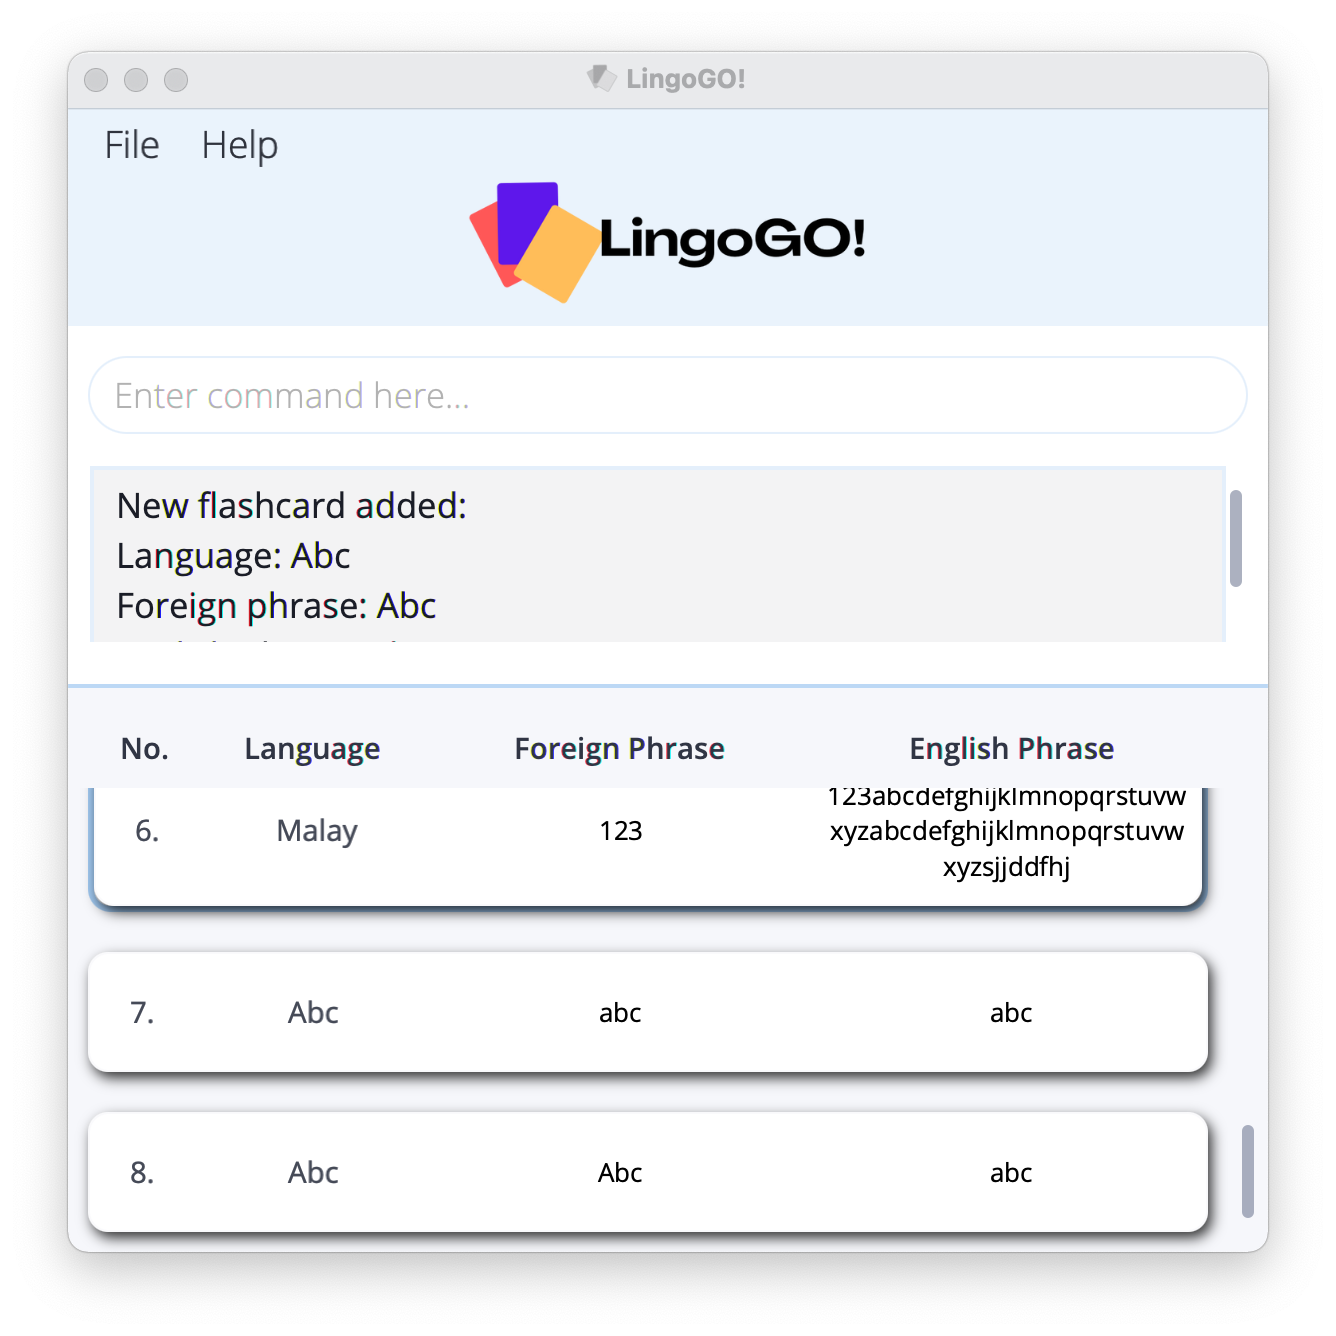 LingoGO!
File Help
LingoGO!
Enter command here...
New flashcard added:
Language: Abc
Foreign phrase: Abc
No. Language Foreign Phrase English Phrase
123abcdefghijklmnopqrstuvw
6. Malay 123 xyzabcdefghijklmnopqrstuvw
xyzsjjddfhj
7. Abc abc abc
8. Abc Abc abc